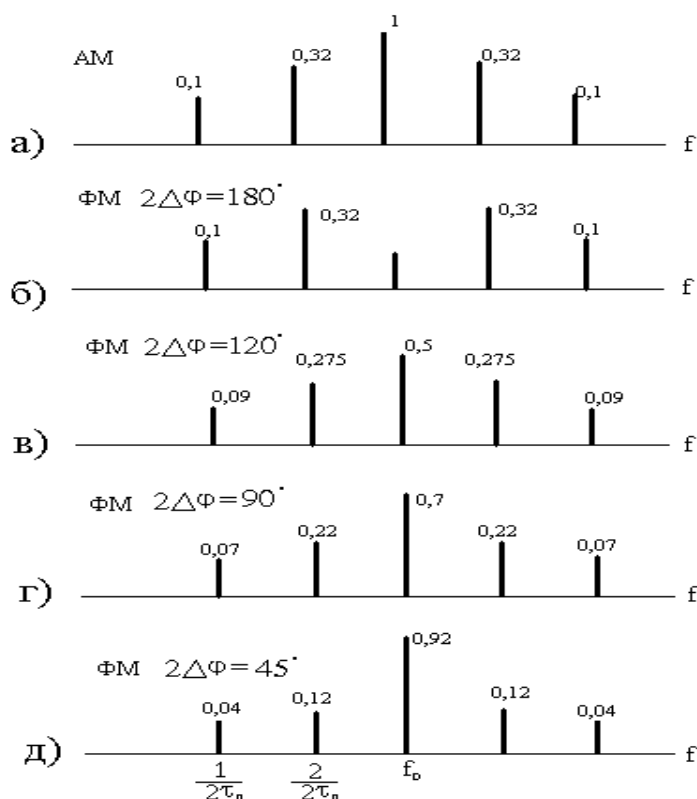 1
АМ 0,1 0,32 0,32 0,1
а) f
ФМ 2△φ=180°
0,1 0,32 0,32 0,1
б) f
ФМ 2△φ=120°
0,09 0,275 0,5 0,275 0,09
в) f
ФМ 2△φ=90°
0,07 0,22 0,7 0,22 0,07
г) f
ФМ 2△φ=45°
0,04 0,12 0,92 0,12 0,04
д) f
1 2
2τₙ 2τₙ